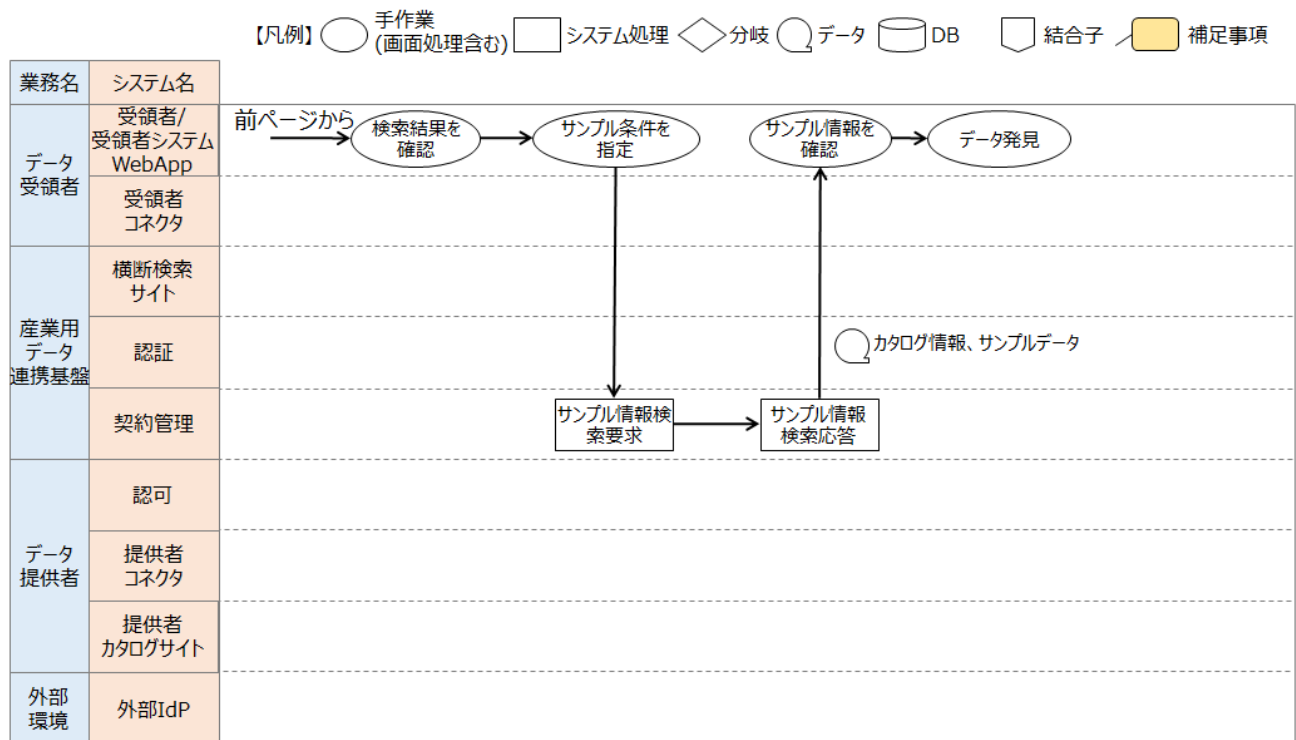 【凡例】
手作業
(画面処理含む)
システム処理
分岐
データ
DB
結合子
補足事項
業務名
システム名
データ
受領者
受領者/
受領者システム
WebApp
前ページから
検索結果を
確認
サンプル条件を
指定
サンプル情報を
確認
データ発見
受領者
コネクタ
産業用
データ
連携基盤
横断検索
サイト
認証
カタログ情報、サンプルデータ
契約管理
サンプル情報検
索要求
サンプル情報
検索応答
データ
提供者
認可
提供者
コネクタ
提供者
カタログサイト
外部
環境
外部IdP